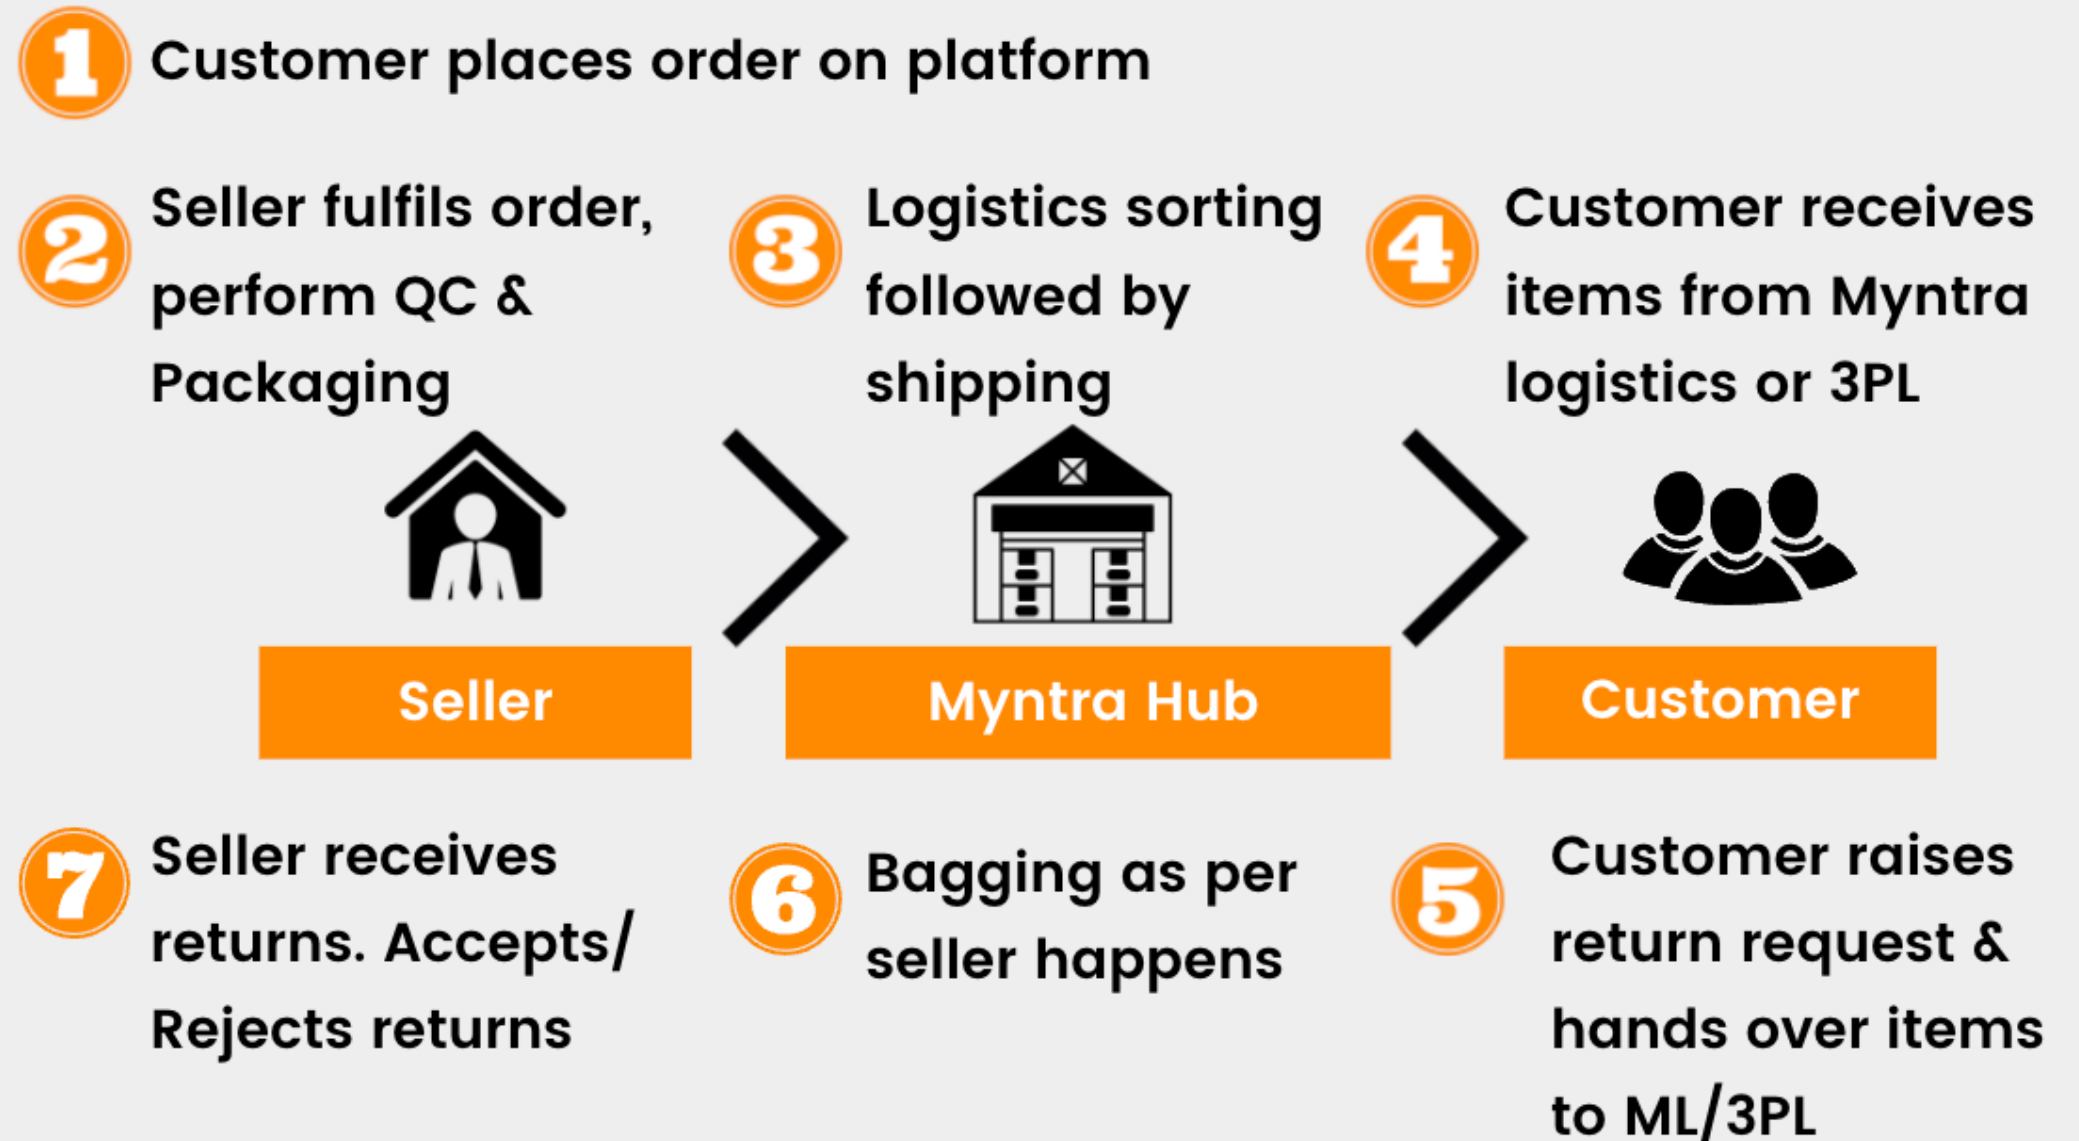 1 Customer places order on platform
2 Seller fulfils order,
perform QC &
Packaging
3 Logistics sorting
followed by
shipping
4 Customer receives
items from Myntra
logistics or 3PL
Seller
Myntra Hub
Customer
7 Seller receives
returns. Accepts/
Rejects returns
6 Bagging as per
seller happens
5 Customer raises
return request &
hands over items
to ML/3PL